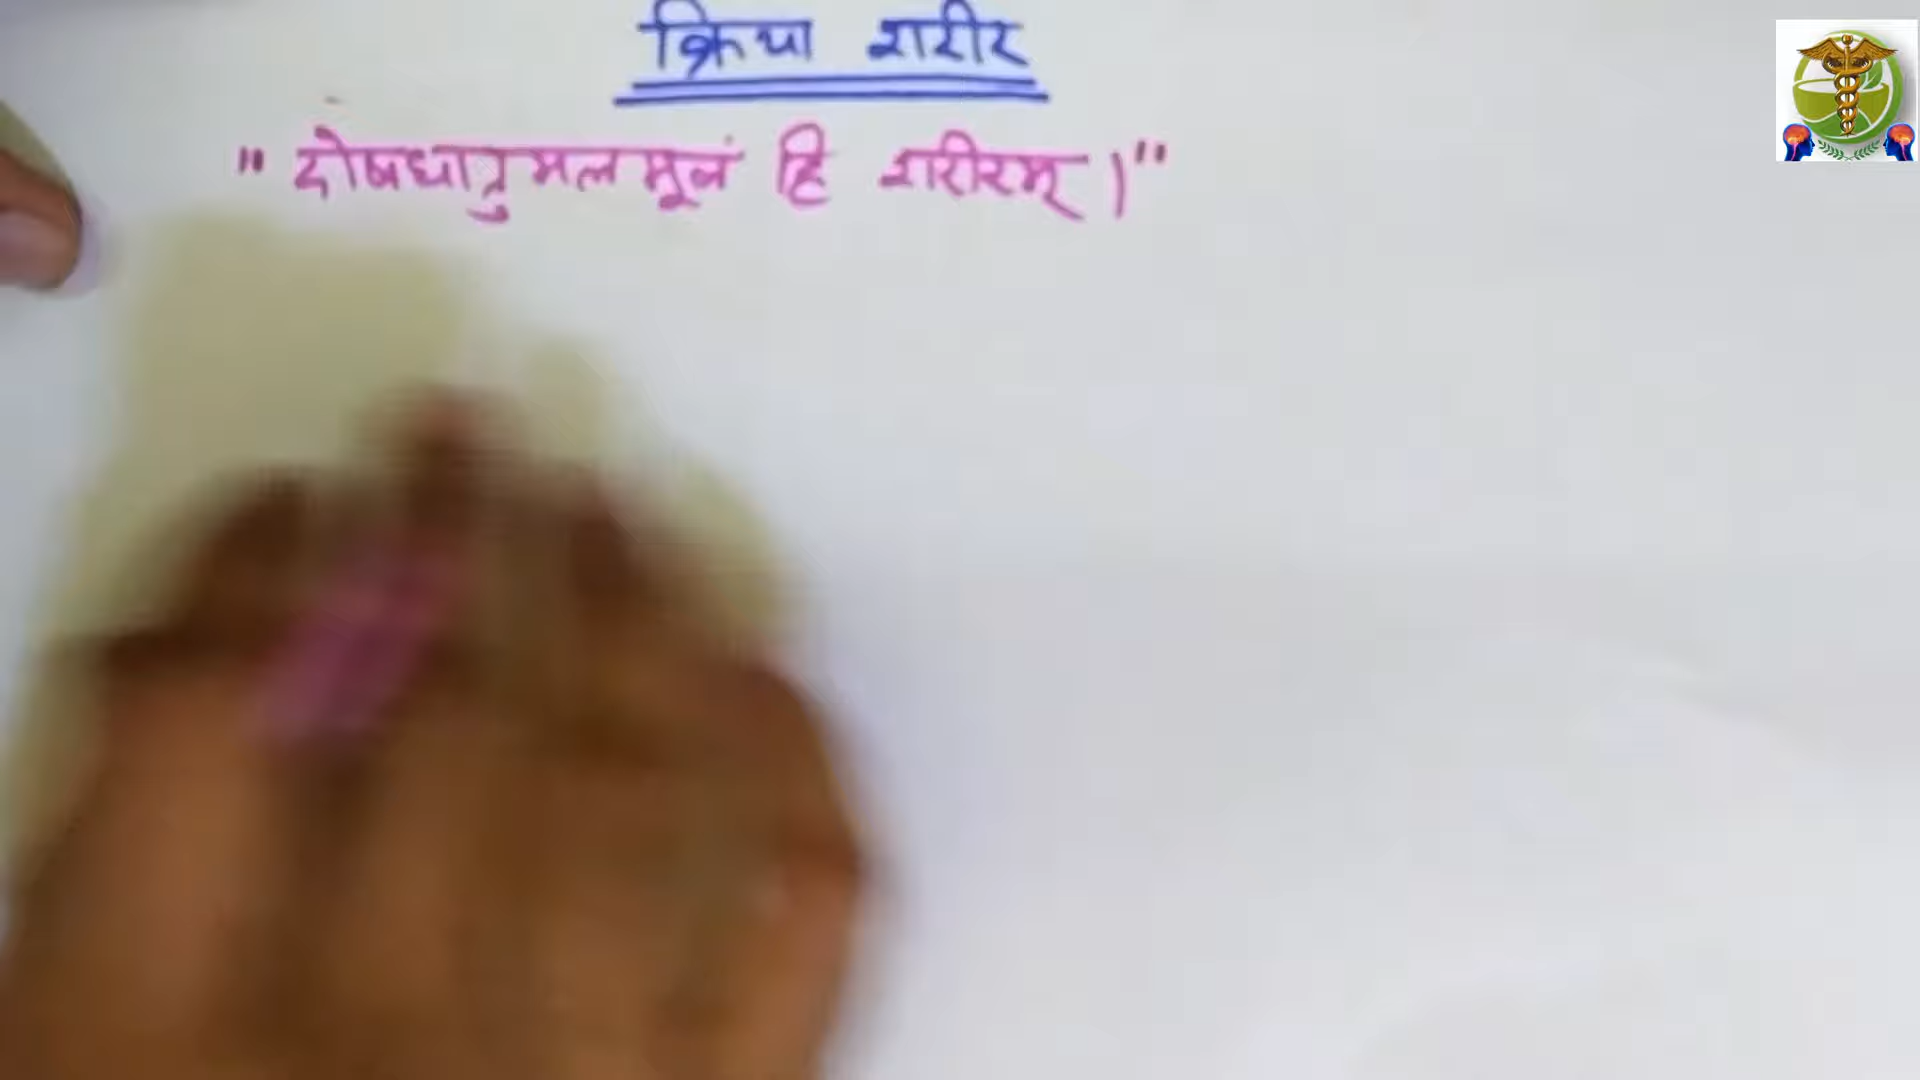 क्रिया शरीर
" दोषधातुमलमूलं हि शरीरम् । "